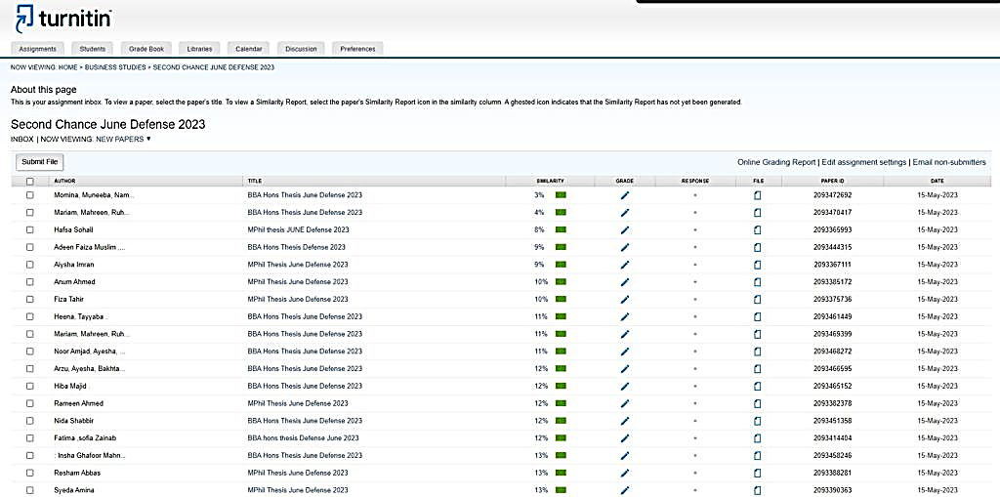 turnitin
Assignments Students Grade Book Libraries Calendar Discussion Preferences
NOW VIEWING: HOME > BUSINESS STUDIES > SECOND CHANCE JUNE DEFENSE 2023
About this page
This is your assignment inbox. To view a paper, select the paper's title. To view a Similarity Report, select the paper's Similarity Report icon in the similarity column. A ghosted icon indicates that the Similarity Report has not yet been generated.
Second Chance June Defense 2023
INBOX | NOW VIEWING: NEW PAPERS ▼
Submit File Online Grading Report | Edit assignment settings | Email non-submitters
AUTHOR TITLE SIMILARITY GRADE RESPONSE FILE PAPER ID DATE
Momina, Muneeba, Nam... BBA Hons Thesis June Defense 2023 3% 2093472692 15-May-2023
Mariam, Mahreen, Ruh... BBA Hons Thesis June Defense 2023 4% 2093470417 15-May-2023
Hafsa Sohail MPhil thesis JUNE Defense 2023 8% 2093365993 15-May-2023
Adeen Faiza Muslim .... BBA Hons Thesis Defense 2023 9% 2093444315 15-May-2023
Aiysha Imran MPhil Thesis June Defense 2023 9% 2093367111 15-May-2023
Anum Ahmed MPhil Thesis June Defense 2023 10% 2093385172 15-May-2023
Fiza Tahir MPhil Thesis June Defense 2023 10% 2093375736 15-May-2023
Heena, Tayyaba . BBA Hons Thesis June Defense 2023 11% 2093461449 15-May-2023
Mariam, Mahreen, Ruh... BBA Hons Thesis June Defense 2023 11% 2093469399 15-May-2023
Noor Amjad, Ayesha, ... BBA Hons Thesis June Defense 2023 11% 2093468272 15-May-2023
Arzu, Ayesha, Bakhta... BBA Hons Thesis June Defense 2023 12% 2093466595 15-May-2023
Hiba Majid . BBA Hons Thesis June Defense 2023 12% 2093465152 15-May-2023
Rameen Ahmed MPhil Thesis June Defense 2023 12% 2093382378 15-May-2023
Nida Shabbir BBA Hons Thesis June Defense 2023 12% 2093451358 15-May-2023
Fatima ,sofia Zainab BBA hons thesis Defense June 2023 12% 2093414404 15-May-2023
: Insha Ghafoor Mahn... BBA Hons Thesis June Defense 2023 13% 2093458246 15-May-2023
Resham Abbas MPhil Thesis June Defense 2023 13% 2093388281 15-May-2023
Syeda Amina MPhil Thesis June Defense 2023 13% 2093390363 15-May-2023